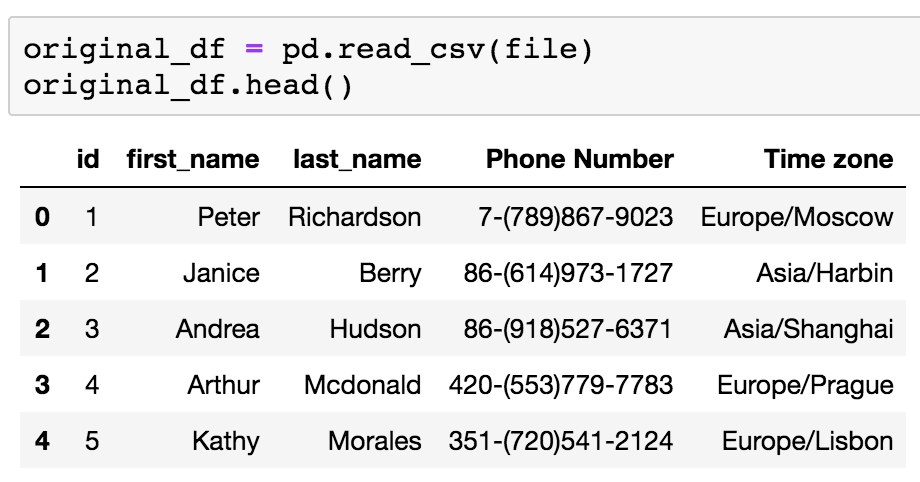 original_df = pd.read_csv(file)
original_df.head()
id first_name last_name Phone Number Time zone
0 1 Peter Richardson 7-(789)867-9023 Europe/Moscow
1 2 Janice Berry 86-(614)973-1727 Asia/Harbin
2 3 Andrea Hudson 86-(918)527-6371 Asia/Shanghai
3 4 Arthur Mcdonald 420-(553)779-7783 Europe/Prague
4 5 Kathy Morales 351-(720)541-2124 Europe/Lisbon